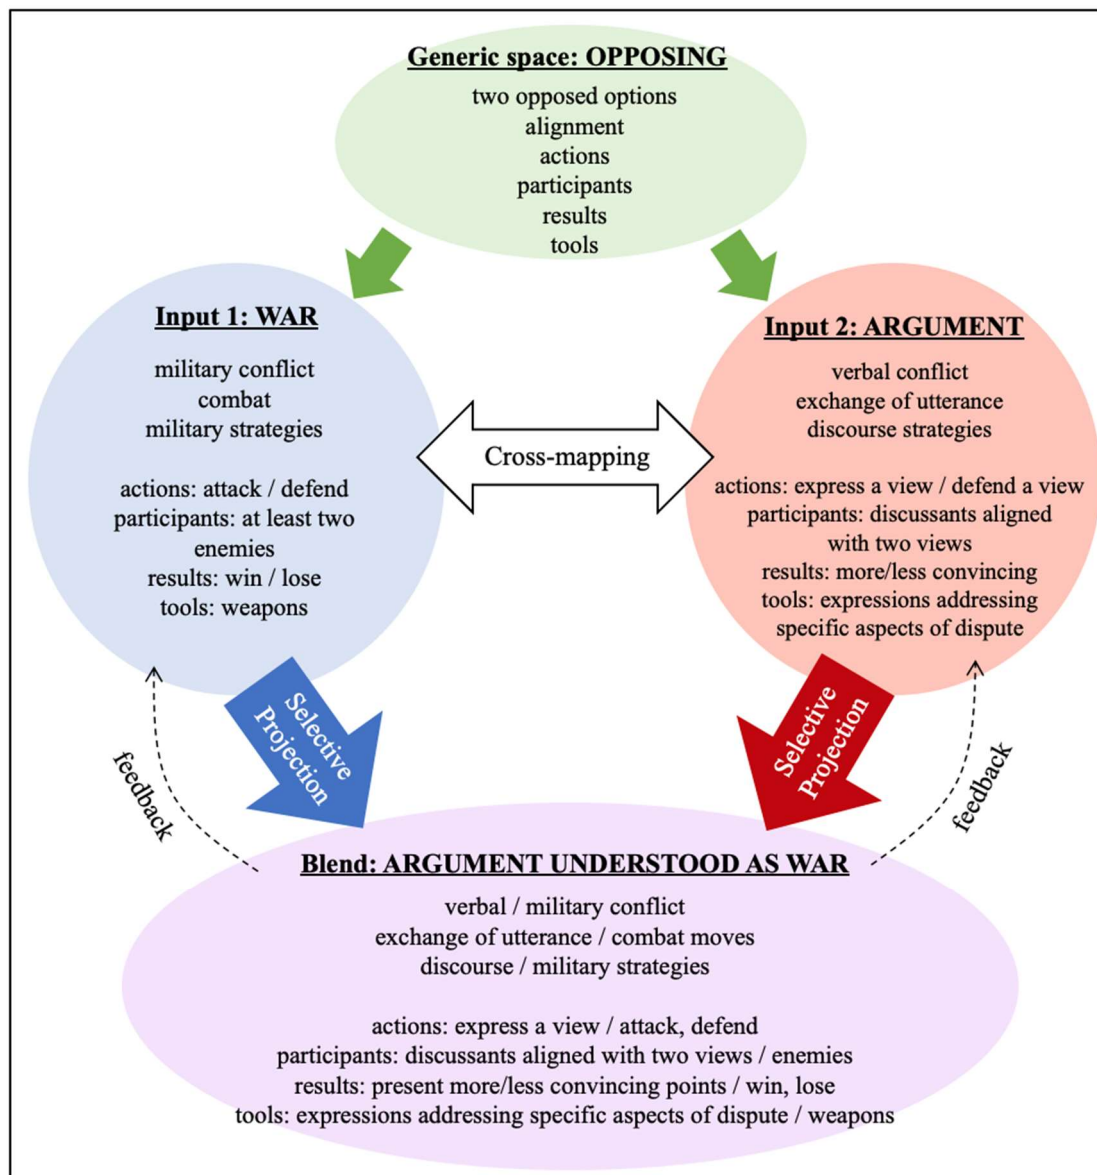 Generic space: OPPOSING
two opposed options
alignment
actions
participants
results
tools
Input 1: WAR
military conflict
combat
military strategies
actions: attack / defend
participants: at least two
enemies
results: win / lose
tools: weapons
Cross-mapping
Input 2: ARGUMENT
verbal conflict
exchange of utterance
discourse strategies
actions: express a view / defend a view
participants: discussants aligned
with two views
results: more/less convincing
tools: expressions addressing
specific aspects of dispute
Selective
Projection
Selective
Projection
feedback
feedback
Blend: ARGUMENT UNDERSTOOD AS WAR
verbal / military conflict
exchange of utterance / combat moves
discourse / military strategies
actions: express a view / attack, defend
participants: discussants aligned with two views / enemies
results: present more/less convincing points / win, lose
tools: expressions addressing specific aspects of dispute / weapons